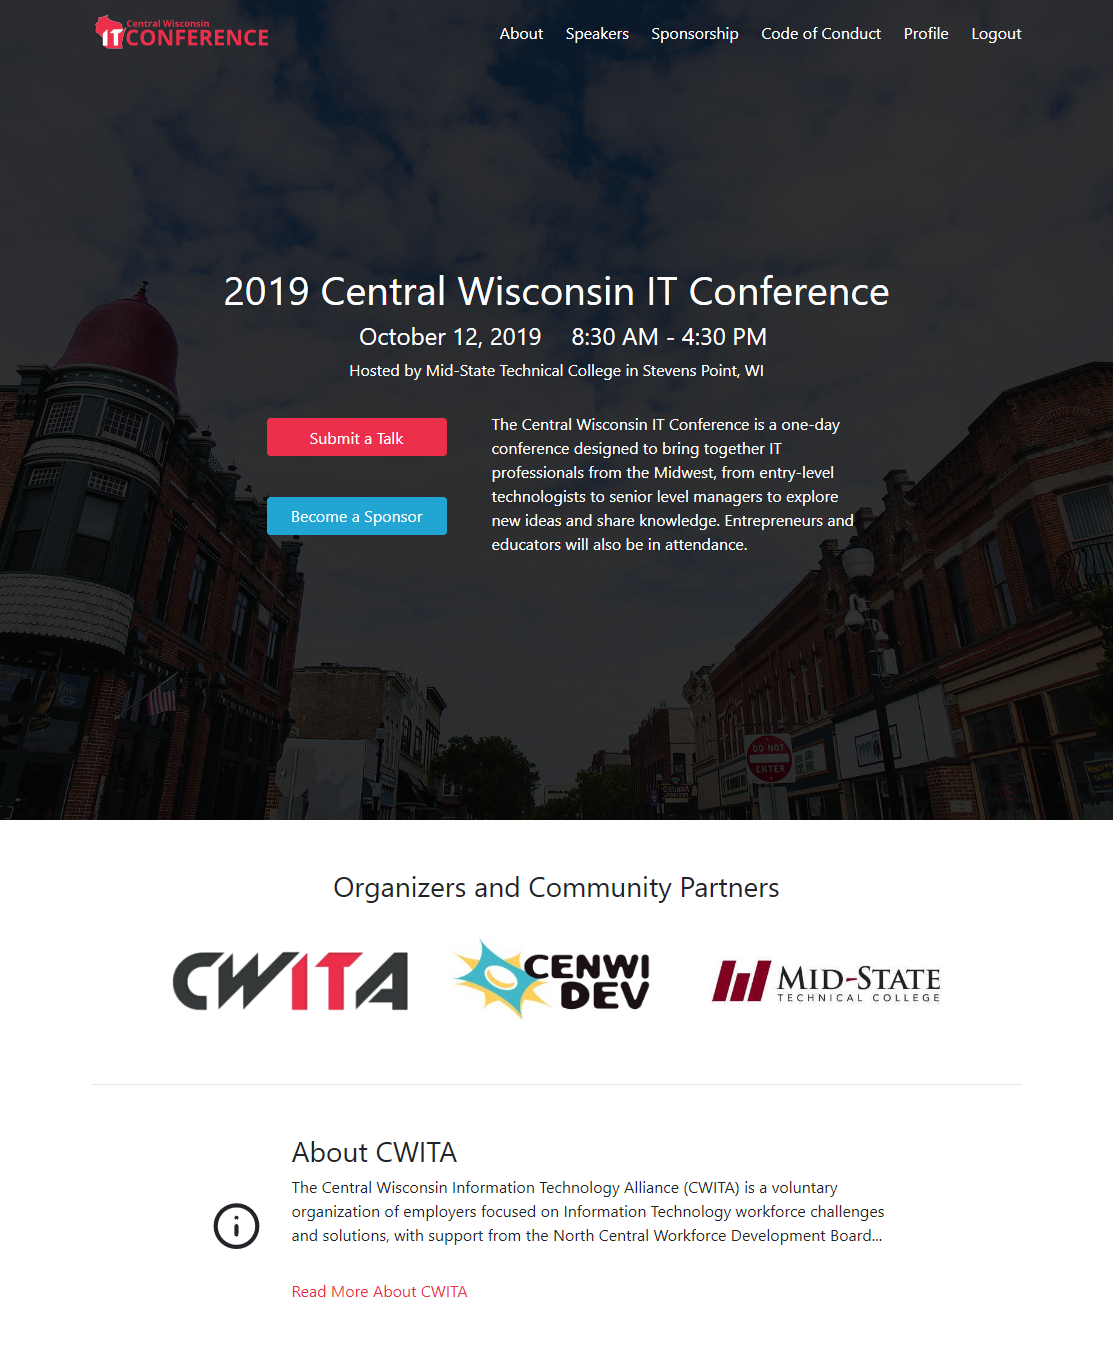 Central Wisconsin
IT CONFERENCE
About Speakers Sponsorship Code of Conduct Profile Logout
2019 Central Wisconsin IT Conference
October 12, 2019 8:30 AM - 4:30 PM
Hosted by Mid-State Technical College in Stevens Point, WI
Submit a Talk
Become a Sponsor
The Central Wisconsin IT Conference is a one-day
conference designed to bring together IT
professionals from the Midwest, from entry-level
technologists to senior level managers to explore
new ideas and share knowledge. Entrepreneurs and
educators will also be in attendance.
DO NOT
ENTER
Organizers and Community Partners
CWITA
CENWI
DEV
MID-STATE
TECHNICAL COLLEGE
About CWITA
The Central Wisconsin Information Technology Alliance (CWITA) is a voluntary
organization of employers focused on Information Technology workforce challenges
and solutions, with support from the North Central Workforce Development Board...
Read More About CWITA